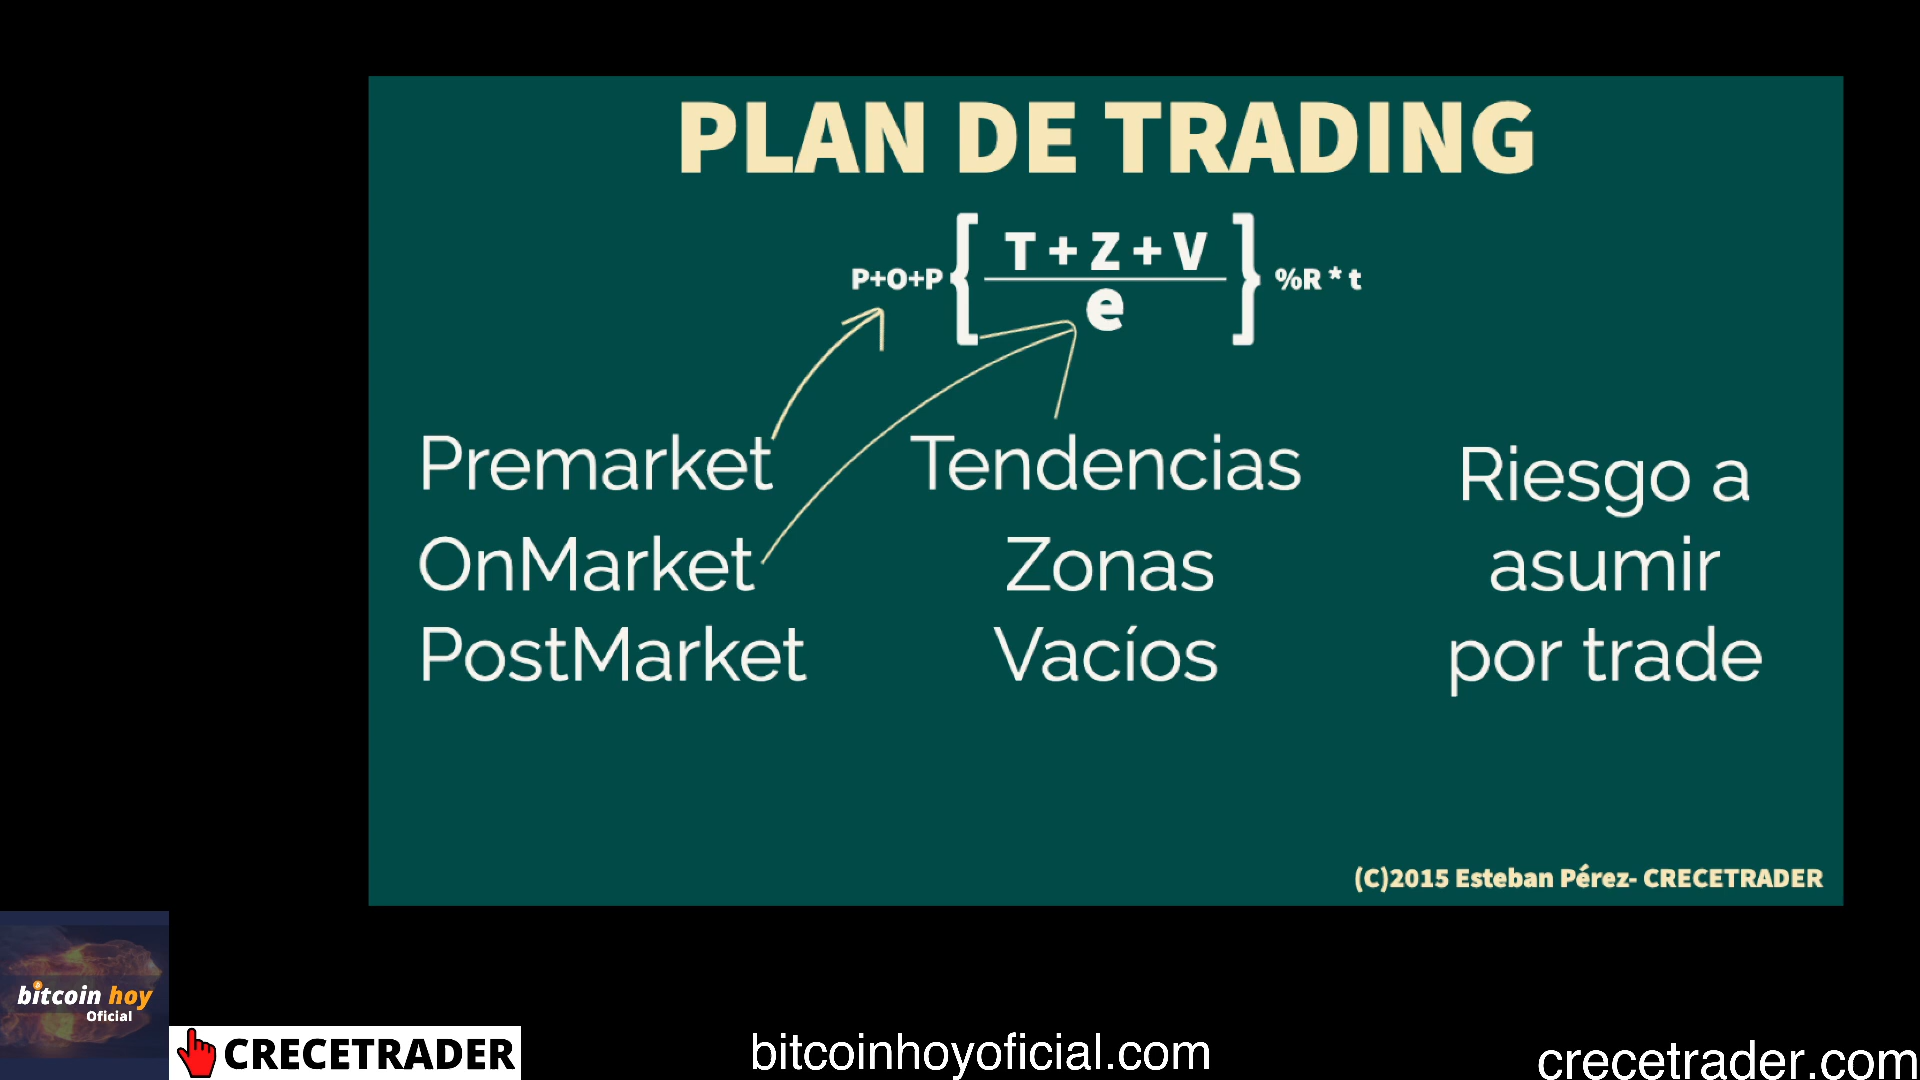 PLAN DE TRADING
P+O+P { T + Z + V / e } %R * t
Premarket
OnMarket
PostMarket
Tendencias
Zonas
Vacíos
Riesgo a
asumir
por trade
(C)2015 Esteban Pérez- CRECETRADER
bitcoin hoy
Oficial
CRECETRADER
bitcoinhoyoficial.com
crecetrader.com